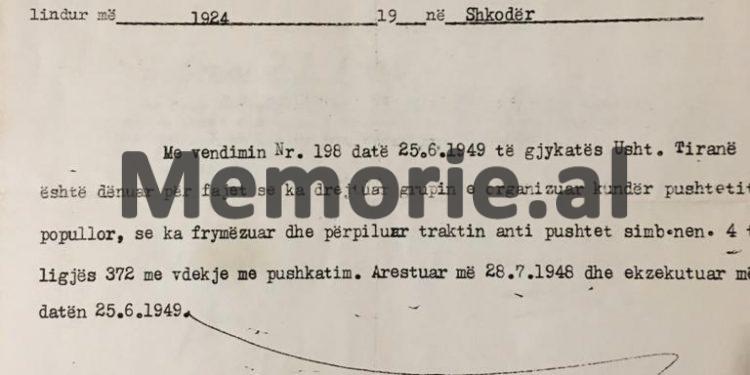 lindur më 1924 19 në Shkodër
Me vendimin Nr. 198 datë 25.6.1949 të gjykatës Usht. Tiranë
është dënuar për fajet se ka drejtuar grupin e organizuar kundër pushtetit
popullor, se ka frymëzuar dhe përpiluar traktin anti pushtet simb.nen. 4
ligjës 372 me vdekje me pushkatim. Arestuar më 28.7.1948 dhe ekzekutuar më
datën 25.6.1949.
Memorie.al